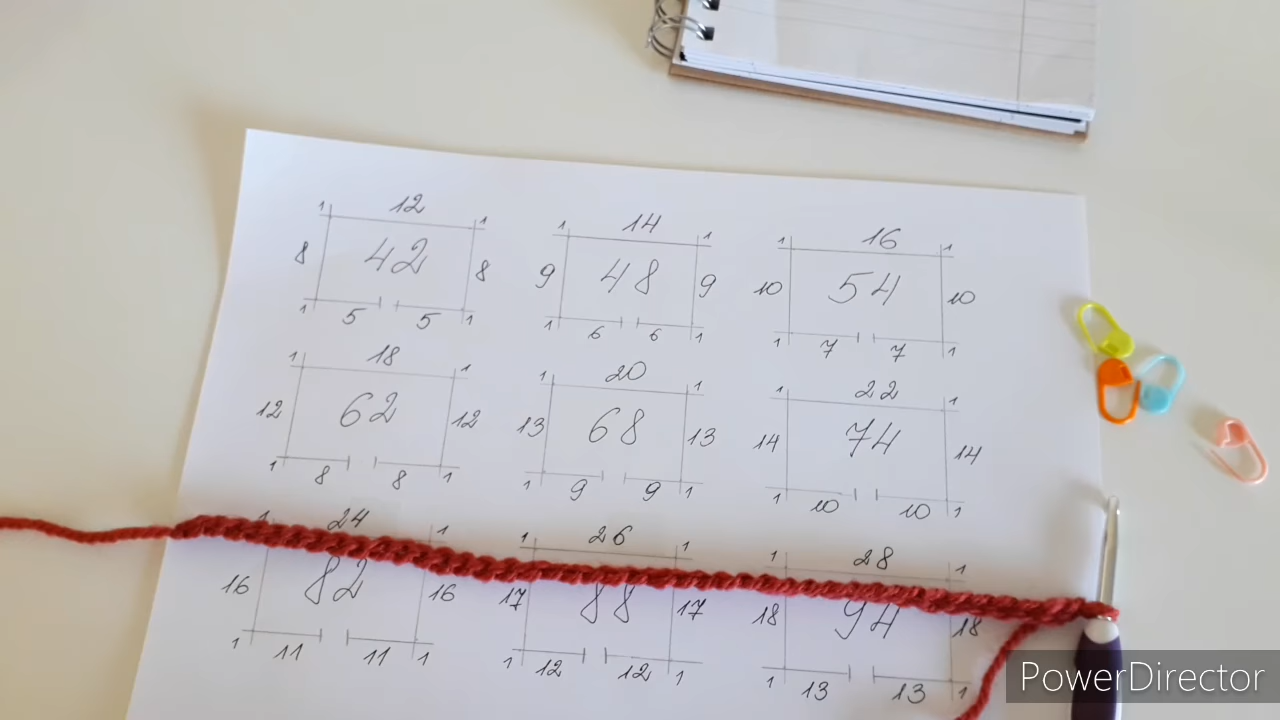 12 14 16
1 1 1 1 1 1
8 42 8 9 48 9 10 54 10
1 5 5 1 1 6 6 1 1 7 7 1
18 20 22
1 1 1 1 1 1
12 62 12 13 68 13 14 74 14
1 8 8 1 1 9 9 1 1 10 10 1
24 26 28
1 1 1 1 1 1
16 82 16 17 88 17 18 94 18
1 11 11 1 1 12 12 1 1 13 13 1
PowerDirector